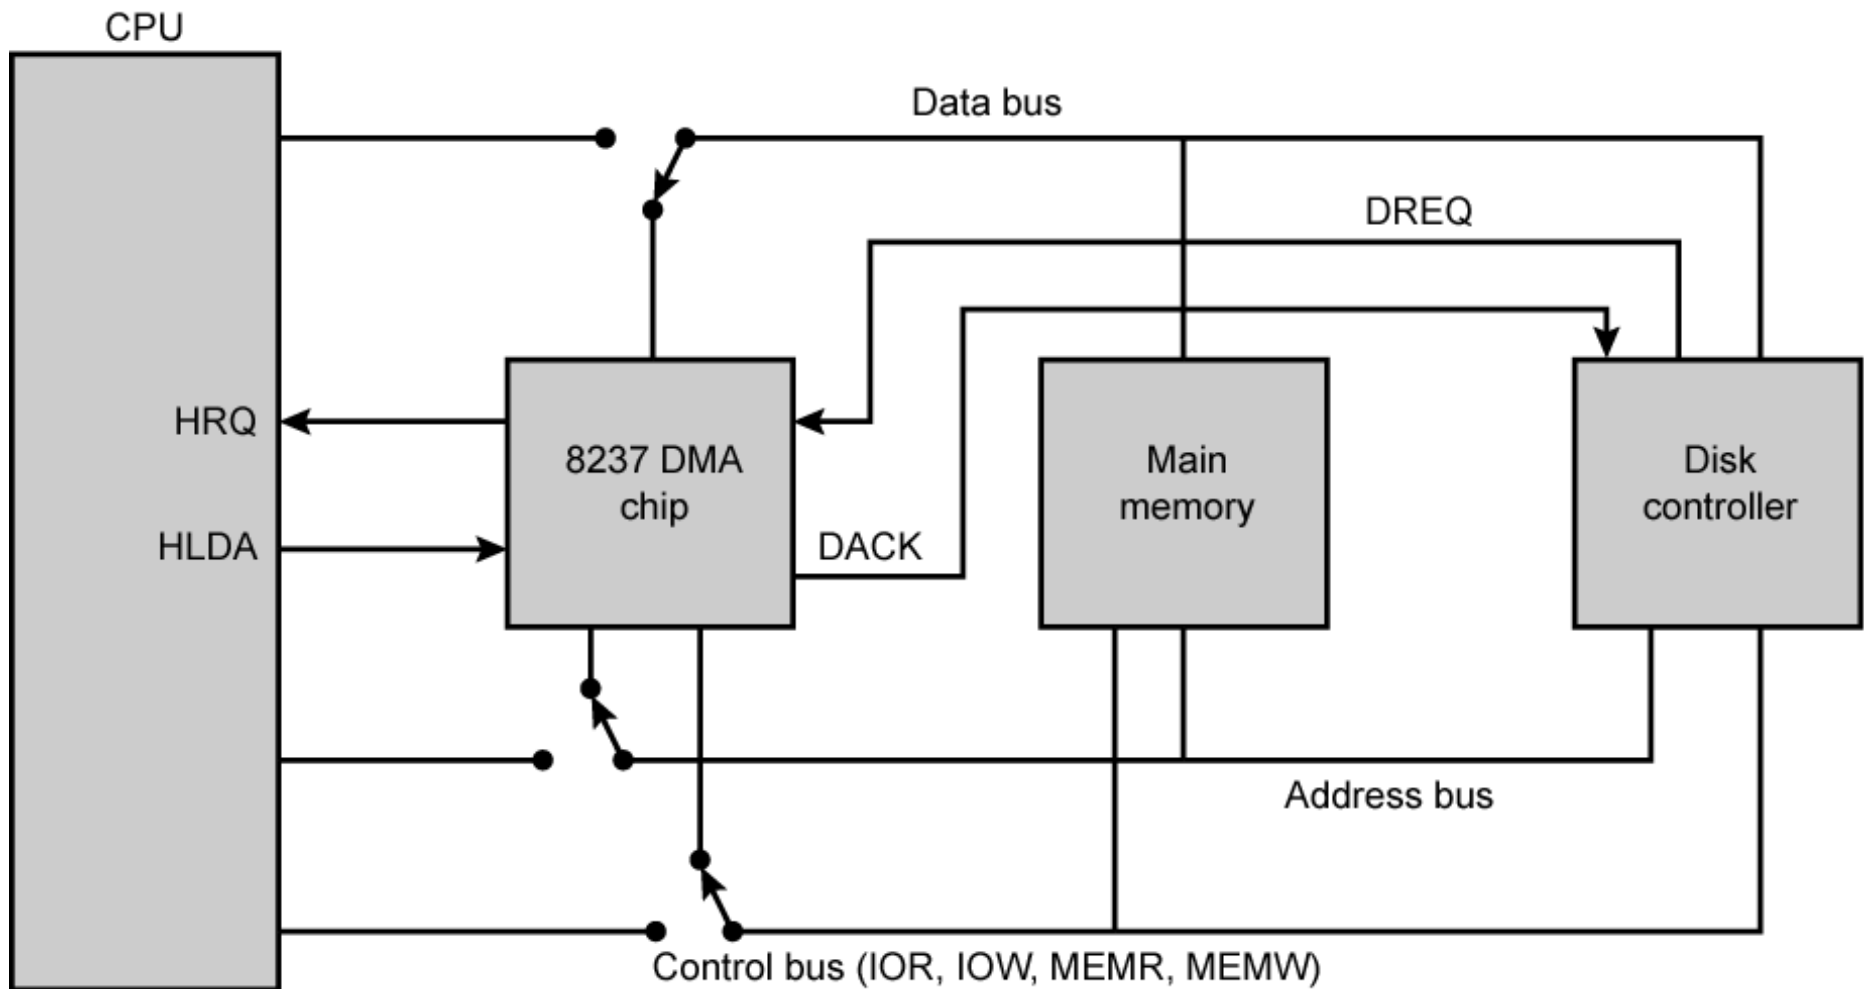 CPU
Data bus
DREQ
HRQ
8237 DMA
chip
Main
memory
Disk
controller
HLDA
DACK
Address bus
Control bus (IOR, IOW, MEMR, MEMW)